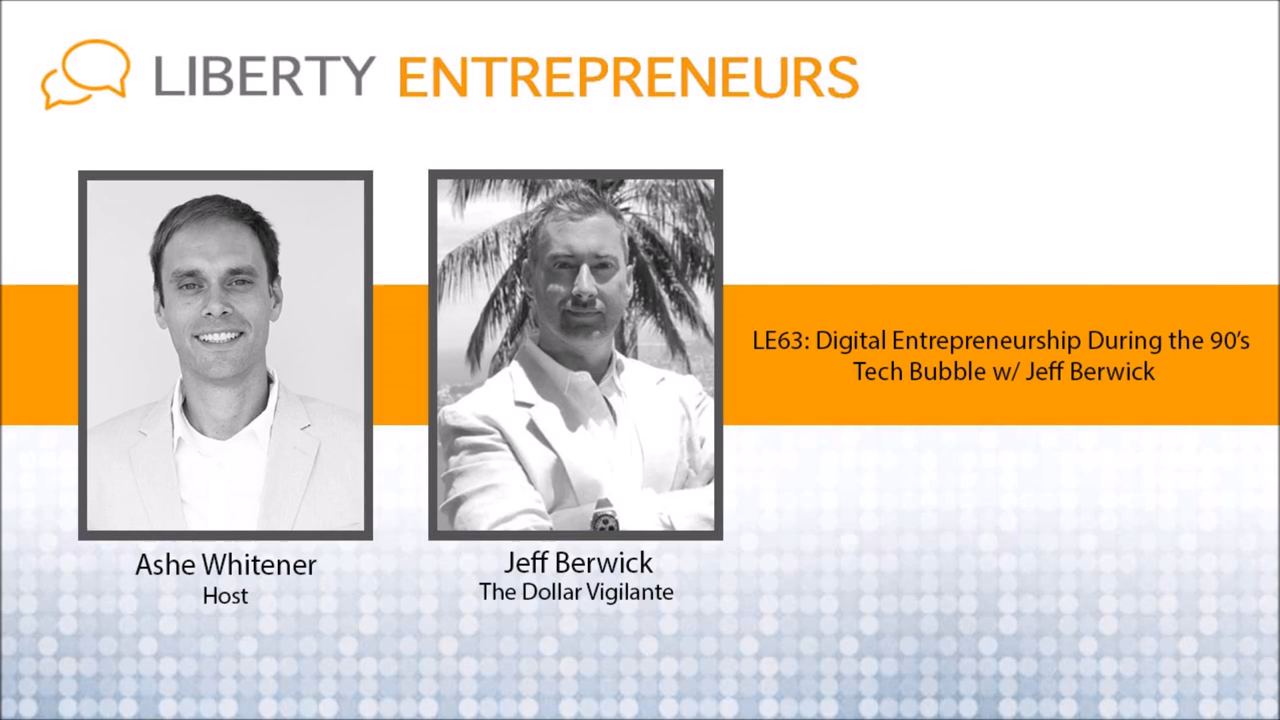 LIBERTY ENTREPRENEURS
LE63: Digital Entrepreneurship During the 90's
Tech Bubble w/ Jeff Berwick
Ashe Whitener
Host
Jeff Berwick
The Dollar Vigilante